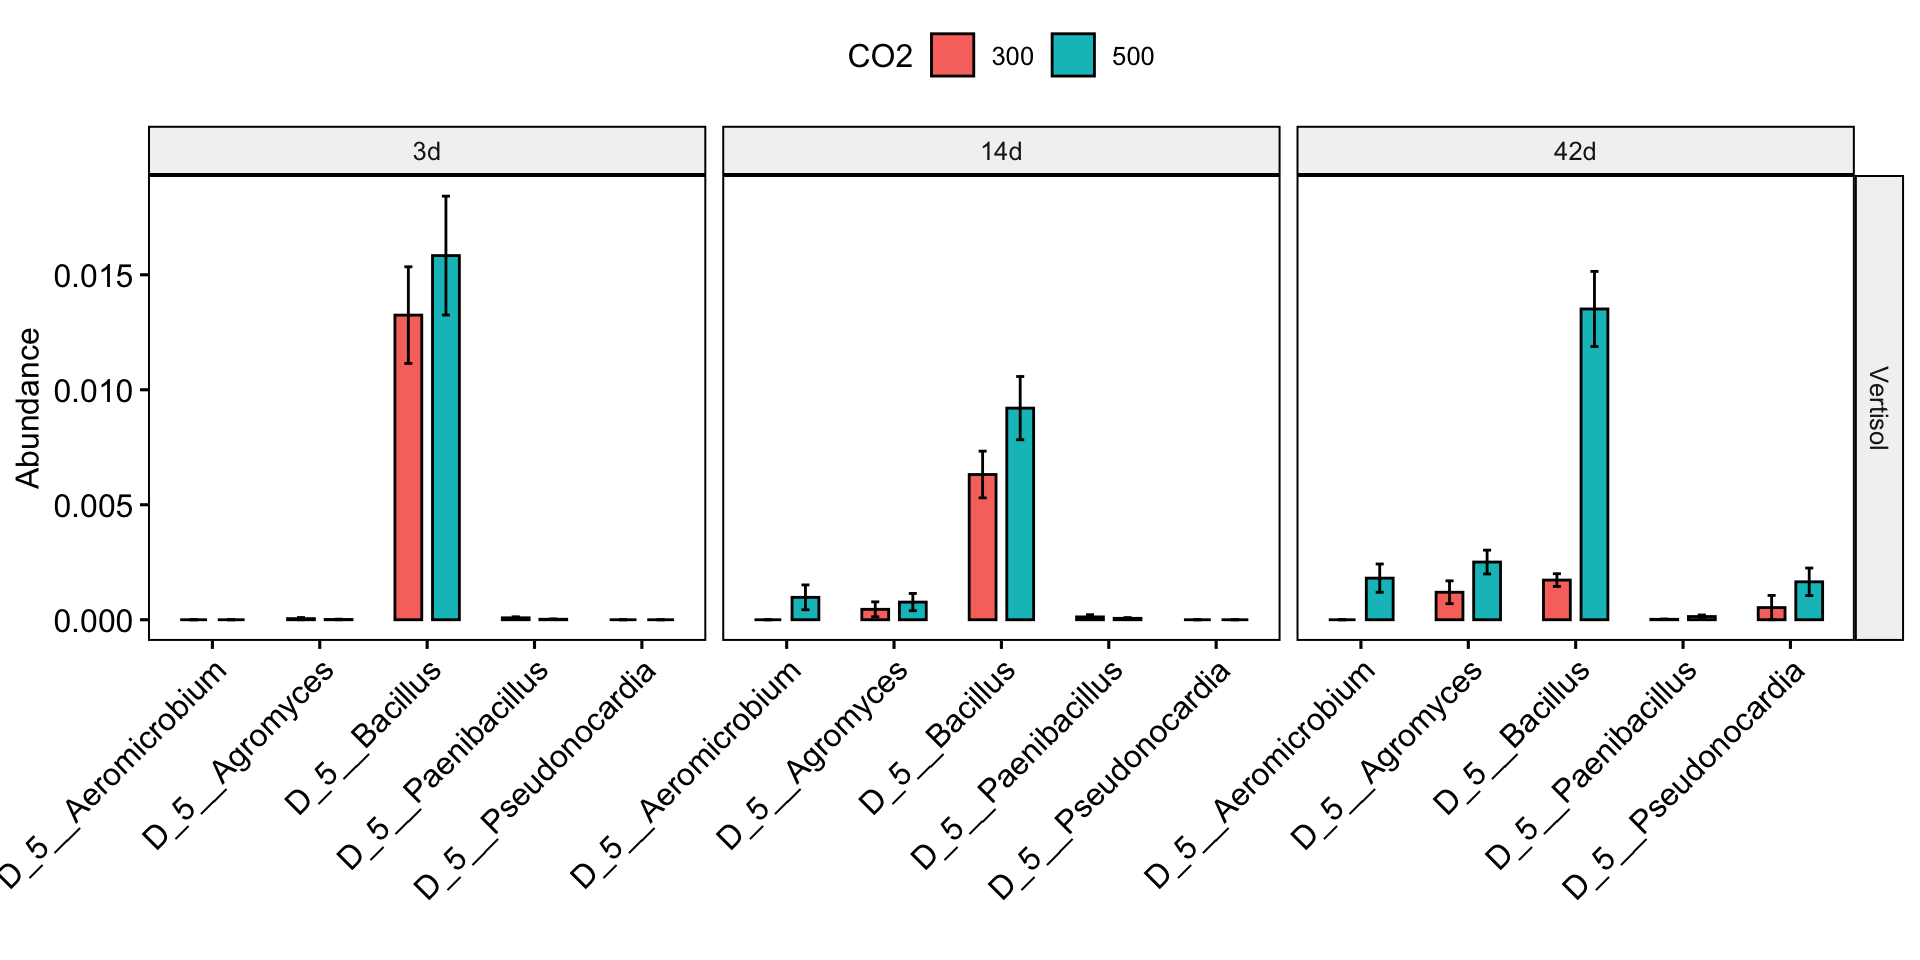 CO2 300 500
3d 14d 42d
Vertisol
Abundance
0.015
0.010
0.005
0.000
D_5__Aeromicrobium
D_5__Agromyces
D_5__Bacillus
D_5__Paenibacillus
D_5__Pseudonocardia
D_5__Aeromicrobium
D_5__Agromyces
D_5__Bacillus
D_5__Paenibacillus
D_5__Pseudonocardia
D_5__Aeromicrobium
D_5__Agromyces
D_5__Bacillus
D_5__Paenibacillus
D_5__Pseudonocardia